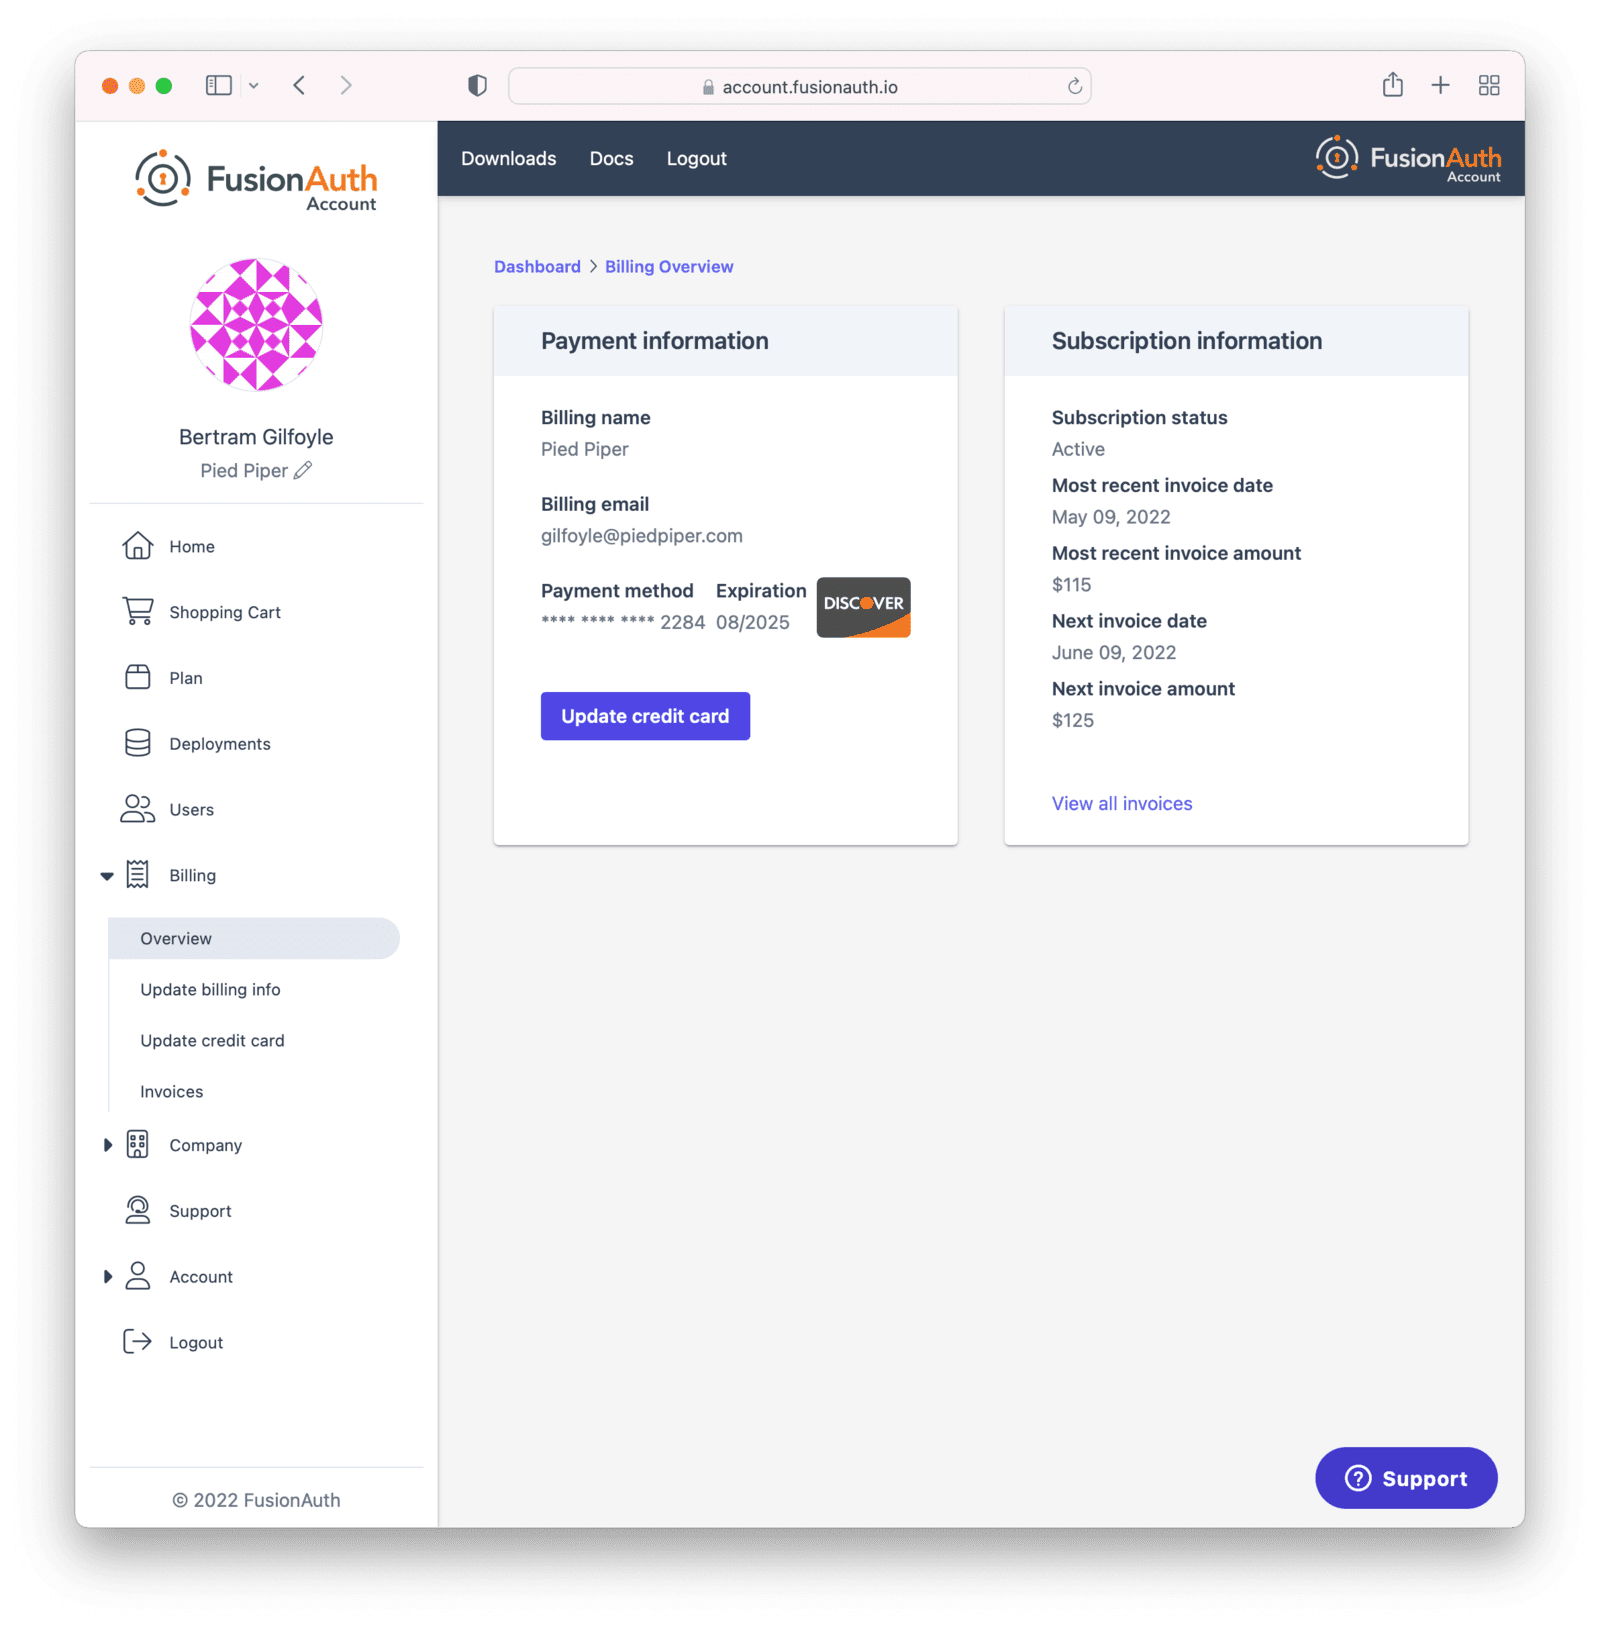 account.fusionauth.io
FusionAuth
Account
Downloads Docs Logout
FusionAuth
Account
Bertram Gilfoyle
Pied Piper
Home
Shopping Cart
Plan
Deployments
Users
Billing
Overview
Update billing info
Update credit card
Invoices
Company
Support
Account
Logout
© 2022 FusionAuth
Dashboard > Billing Overview
Payment information
Billing name
Pied Piper
Billing email
gilfoyle@piedpiper.com
Payment method Expiration
**** **** **** 2284 08/2025
DISCOVER
Update credit card
Subscription information
Subscription status
Active
Most recent invoice date
May 09, 2022
Most recent invoice amount
$115
Next invoice date
June 09, 2022
Next invoice amount
$125
View all invoices
? Support